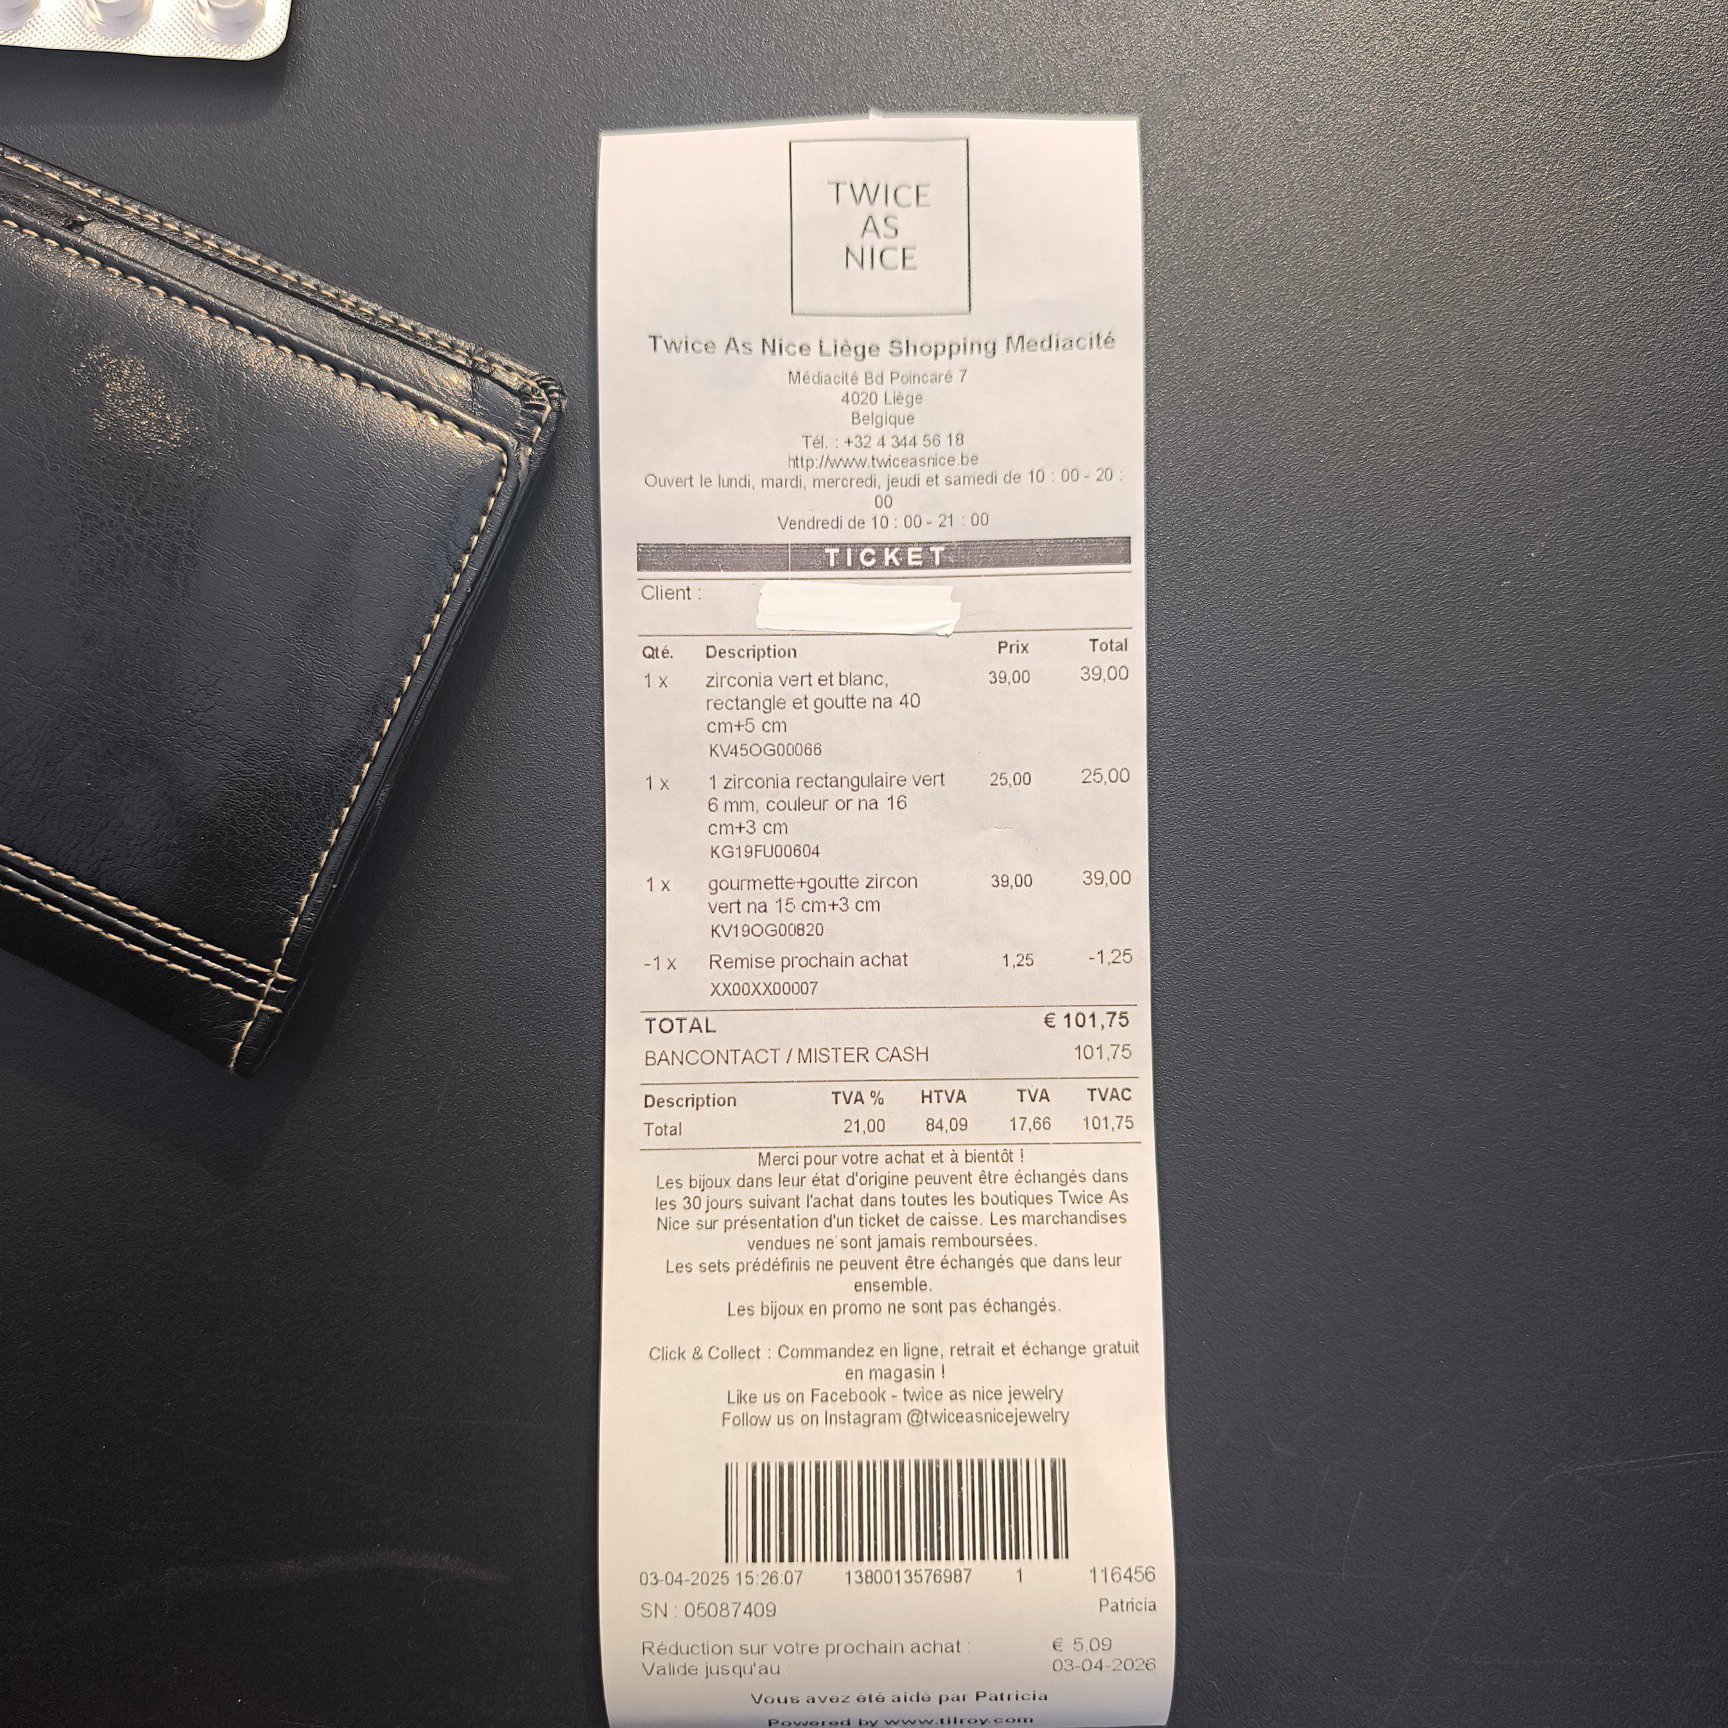 TWICE
AS
NICE
Twice As Nice Liège Shopping Mediacité
Médiacité Bd Poincaré 7
4020 Liège
Belgique
Tél. : +32 4 344 56 18
http://www.twiceasnice.be
Ouvert le lundi, mardi, mercredi, jeudi et samedi de 10 : 00 - 20 :
00
Vendredi de 10 : 00 - 21 : 00
TICKET
Client :
Qté. Description Prix Total
1 x zirconia vert et blanc, 39,00 39,00
rectangle et goutte na 40
cm+5 cm
KV45OG00066
1 x 1 zirconia rectangulaire vert 25,00 25,00
6 mm, couleur or na 16
cm+3 cm
KG19FU00604
1 x gourmette+goutte zircon 39,00 39,00
vert na 15 cm+3 cm
KV19OG00820
-1 x Remise prochain achat 1,25 -1,25
XX00XX00007
TOTAL € 101,75
BANCONTACT / MISTER CASH 101,75
Description TVA % HTVA TVA TVAC
Total 21,00 84,09 17,66 101,75
Merci pour votre achat et à bientôt !
Les bijoux dans leur état d'origine peuvent être échangés dans
les 30 jours suivant l'achat dans toutes les boutiques Twice As
Nice sur présentation d'un ticket de caisse. Les marchandises
vendues ne sont jamais remboursées.
Les sets prédéfinis ne peuvent être échangés que dans leur
ensemble.
Les bijoux en promo ne sont pas échangés.
Click & Collect : Commandez en ligne, retrait et échange gratuit
en magasin !
Like us on Facebook - twice as nice jewelry
Follow us on Instagram @twiceasnicejewelry
03-04-2025 15:26:07 1380013576987 1 116456
SN : 05087409 Patricia
Réduction sur votre prochain achat : € 5,09
Valide jusqu'au 03-04-2026
Vous avez été aidé par Patricia
Powered by www.tilroy.com